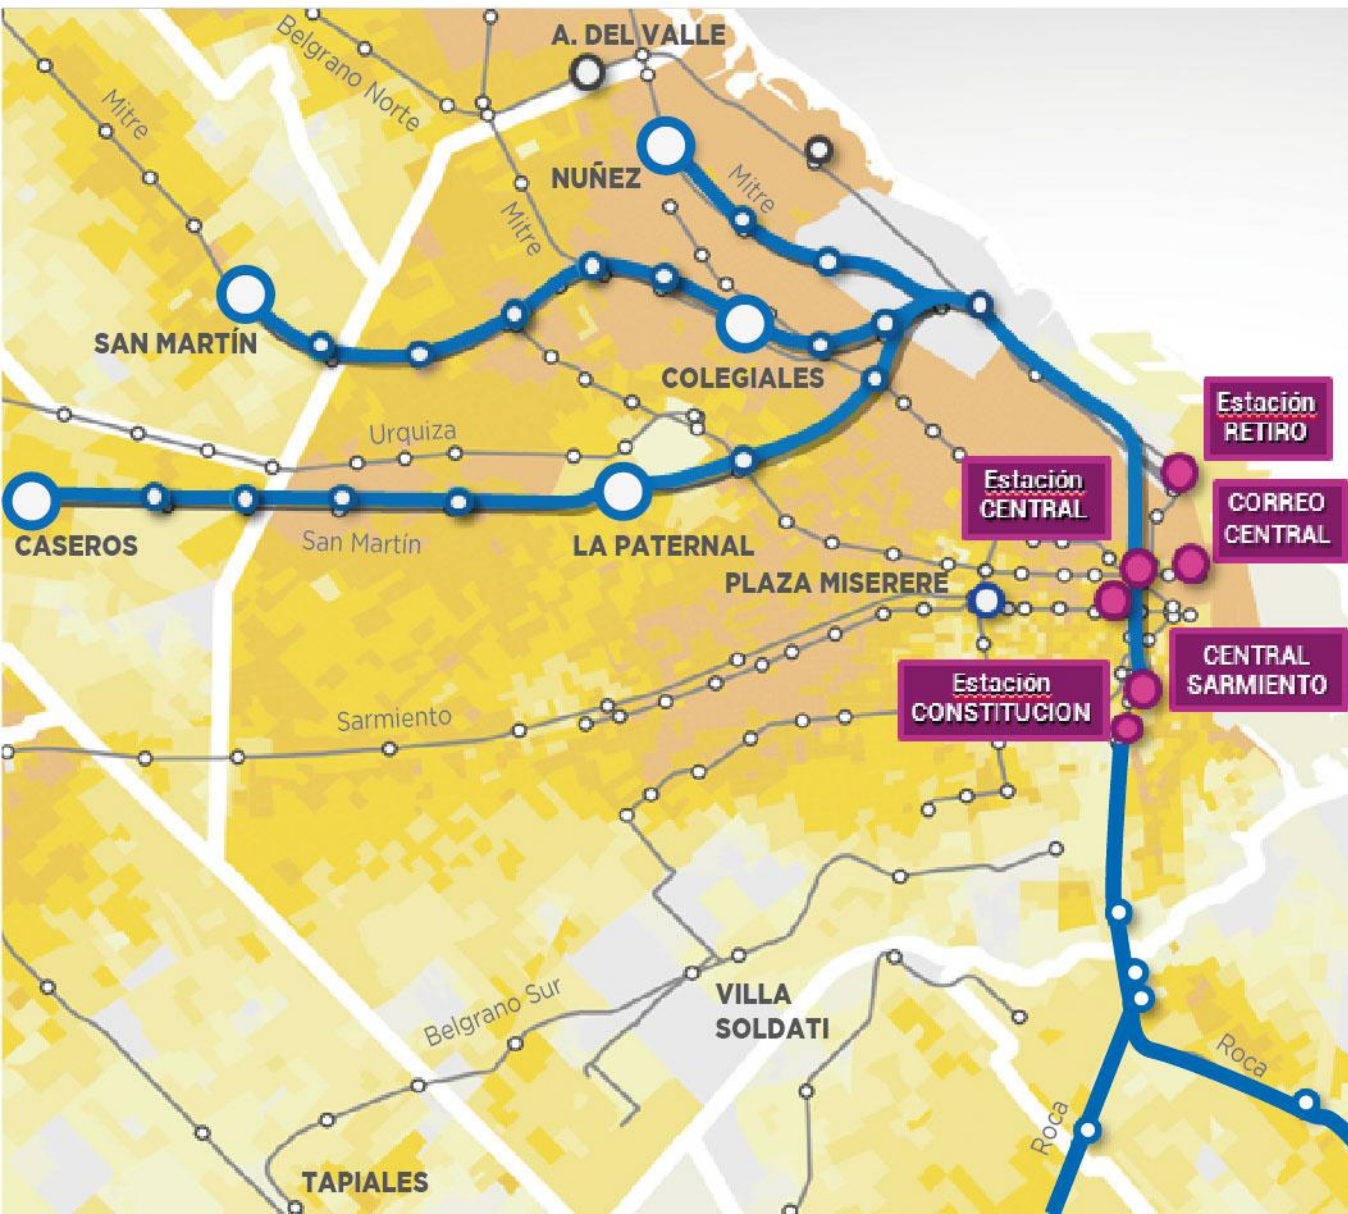 A. DEL VALLE
Belgrano Norte
Mitre
NUÑEZ
Mitre
Mitre
SAN MARTÍN
COLEGIALES
Estación
RETIRO
Urquiza
Estación
CENTRAL
CORREO
CENTRAL
CASEROS
San Martín
LA PATERNAL
PLAZA MISERERE
CENTRAL
SARMIENTO
Estación
CONSTITUCION
Sarmiento
VILLA
SOLDATI
Belgrano Sur
Roca
Roca
TAPIALES